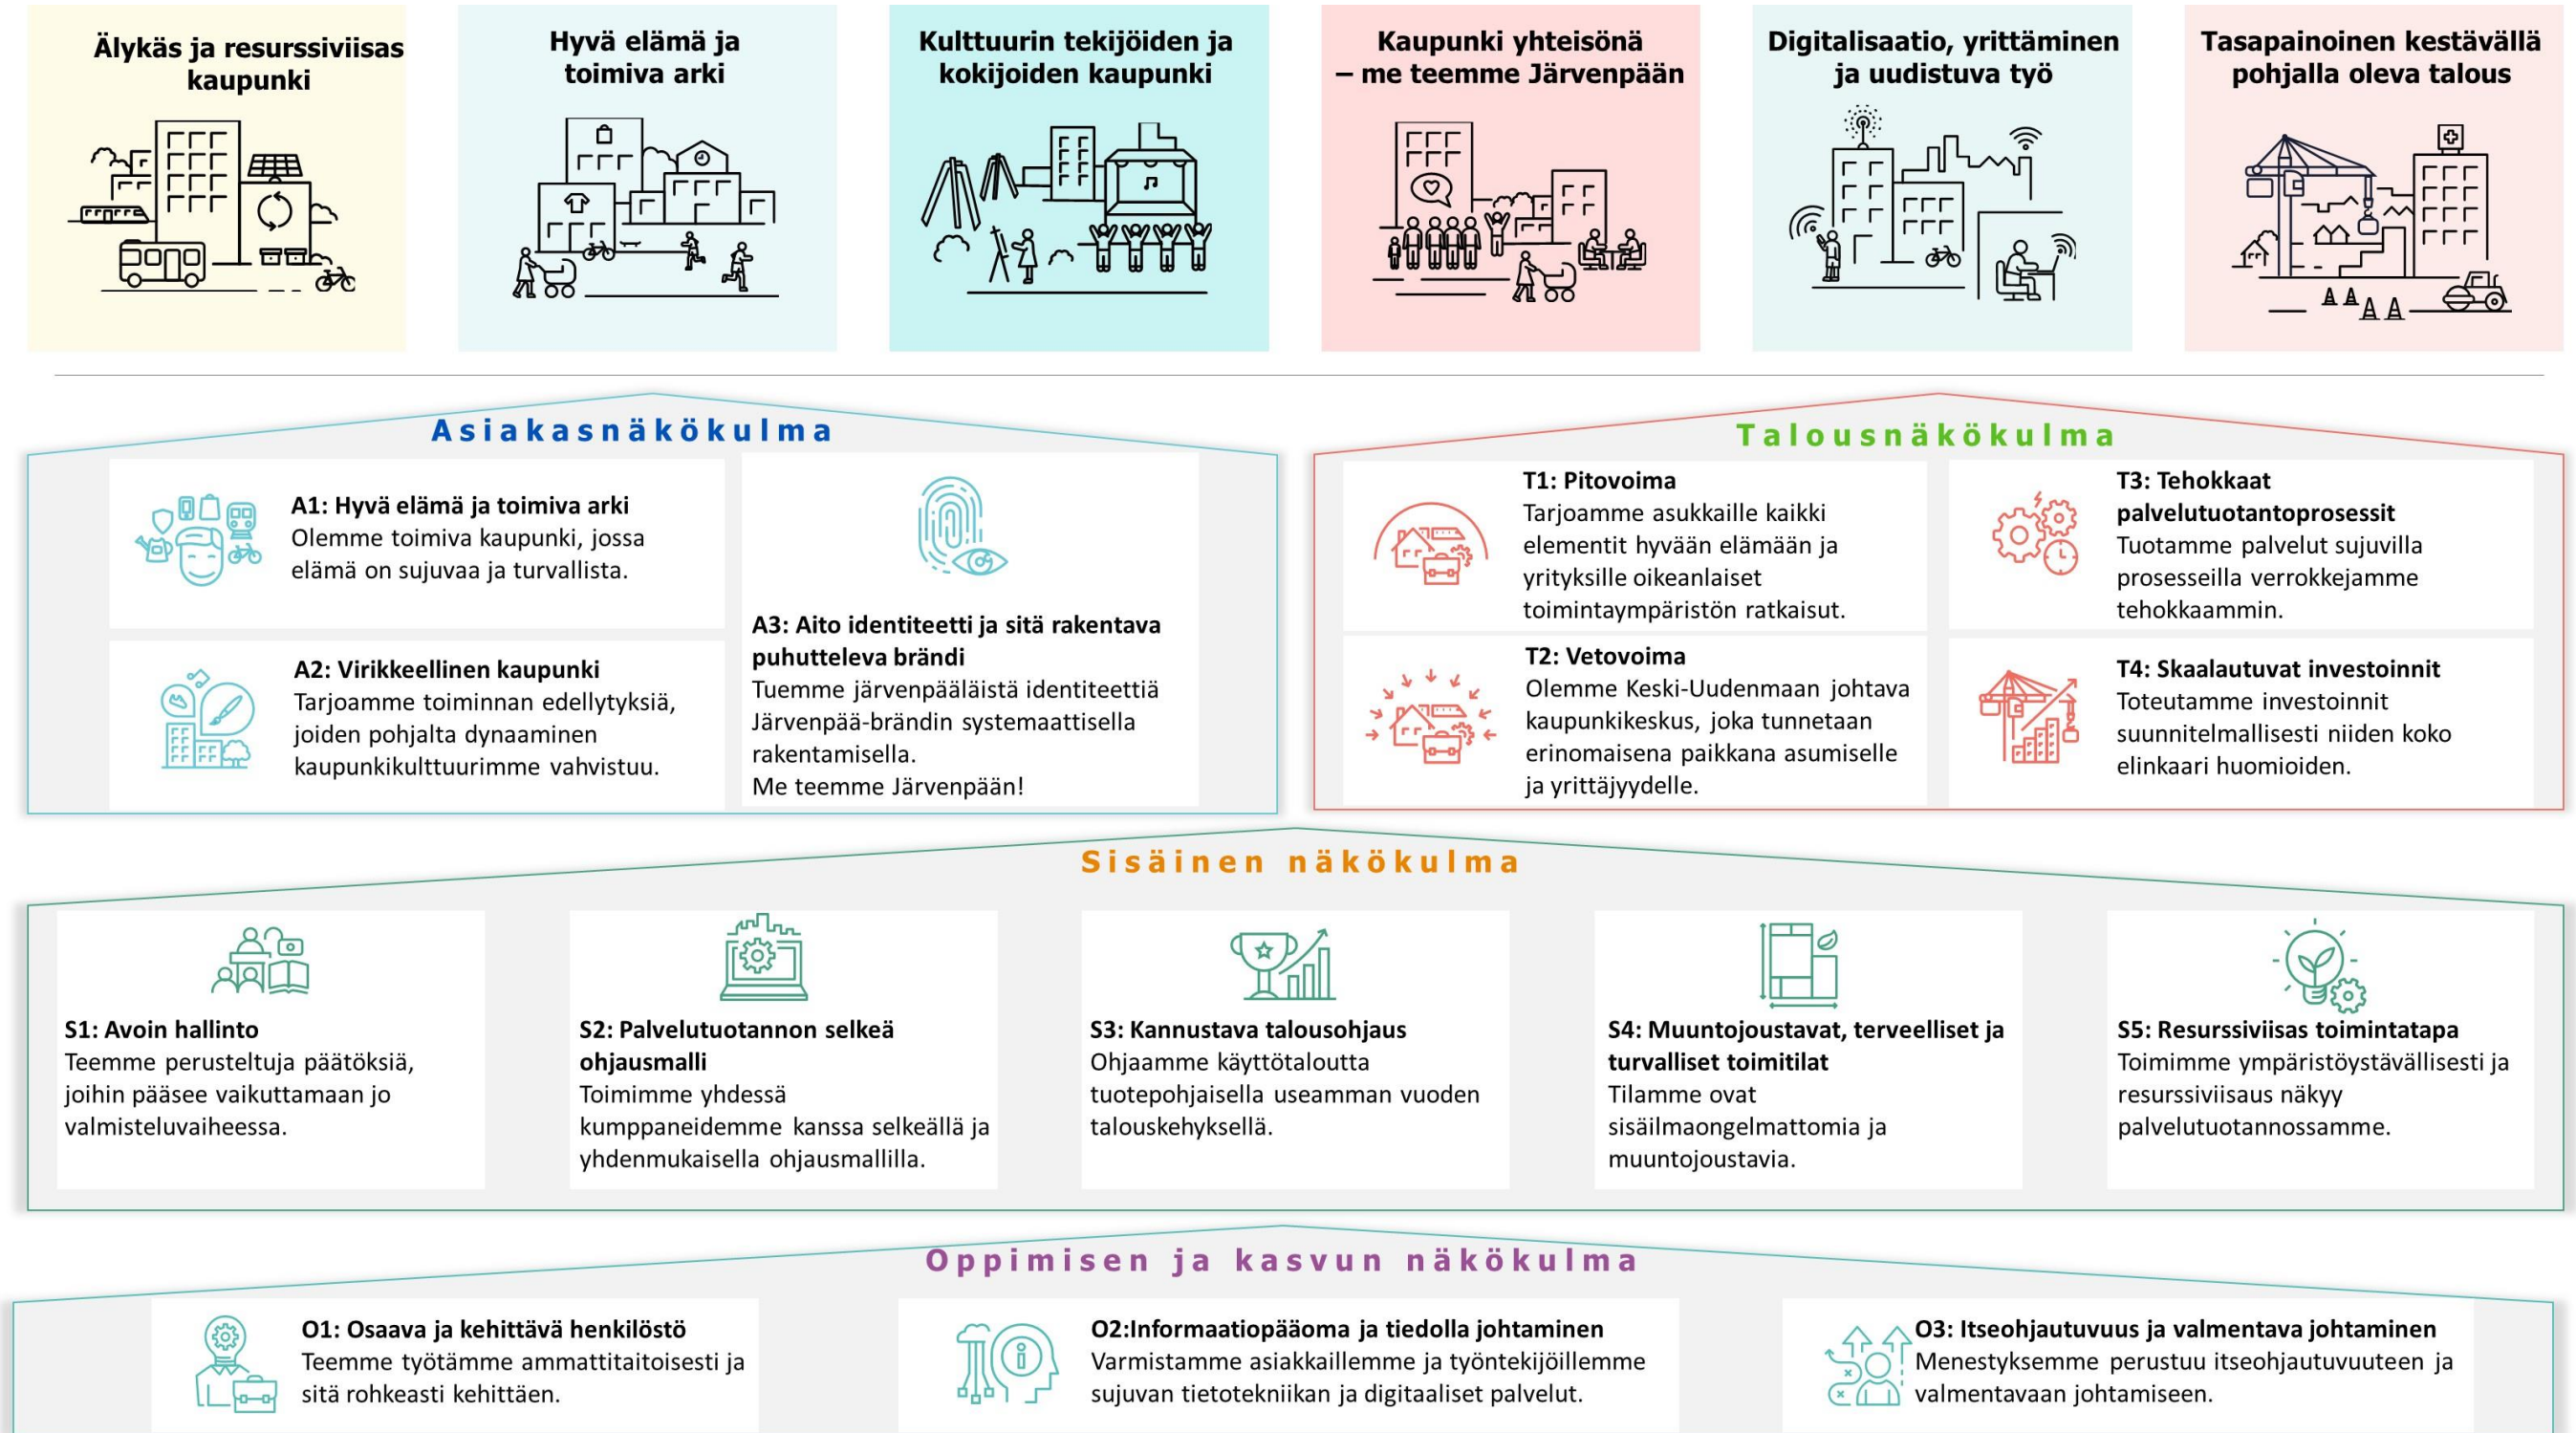 Älykäs ja resurssiviisas
kaupunki
Hyvä elämä ja
toimiva arki
Kulttuurin tekijöiden ja
kokijoiden kaupunki
Kaupunki yhteisönä
– me teemme Järvenpään
Digitalisaatio, yrittäminen
ja uudistuva työ
Tasapainoinen kestävällä
pohjalla oleva talous
Asiakasnäkökulma
A1: Hyvä elämä ja toimiva arki
Olemme toimiva kaupunki, jossa
elämä on sujuvaa ja turvallista.
A2: Virikkeellinen kaupunki
Tarjoamme toiminnan edellytyksiä,
joiden pohjalta dynaaminen
kaupunkikulttuurimme vahvistuu.
A3: Aito identiteetti ja sitä rakentava
puhutteleva brändi
Tuemme järvenpääläistä identiteettiä
Järvenpää-brändin systemaattisella
rakentamisella.
Me teemme Järvenpään!
Talousnäkökulma
T1: Pitovoima
Tarjoamme asukkaille kaikki
elementit hyvään elämään ja
yrityksille oikeanlaiset
toimintaympäristön ratkaisut.
T2: Vetovoima
Olemme Keski-Uudenmaan johtava
kaupunkikeskus, joka tunnetaan
erinomaisena paikkana asumiselle
ja yrittäjyydelle.
T3: Tehokkaat
palvelutuotantoprosessit
Tuotamme palvelut sujuvilla
prosesseilla verrokkejamme
tehokkaammin.
T4: Skaalautuvat investoinnit
Toteutamme investoinnit
suunnitelmallisesti niiden koko
elinkaari huomioiden.
Sisäinen näkökulma
S1: Avoin hallinto
Teemme perusteltuja päätöksiä,
joihin pääsee vaikuttamaan jo
valmisteluvaiheessa.
S2: Palvelutuotannon selkeä
ohjausmalli
Toimimme yhdessä
kumppaneidemme kanssa selkeällä ja
yhdenmukaisella ohjausmallilla.
S3: Kannustava talousohjaus
Ohjaamme käyttötaloutta
tuotepohjaisella useamman vuoden
talouskehyksellä.
S4: Muuntojoustavat, terveelliset ja
turvalliset toimitilat
Tilamme ovat
sisäilmaongelmattomia ja
muuntojoustavia.
S5: Resurssiviisas toimintatapa
Toimimme ympäristöystävällisesti ja
resurssiviisaus näkyy
palvelutuotannossamme.
Oppimisen ja kasvun näkökulma
O1: Osaava ja kehittävä henkilöstö
Teemme työtämme ammattitaitoisesti ja
sitä rohkeasti kehittäen.
O2:Informaatiopääoma ja tiedolla johtaminen
Varmistamme asiakkaillemme ja työntekijöillemme
sujuvan tietotekniikan ja digitaaliset palvelut.
O3: Itseohjautuvuus ja valmentava johtaminen
Menestyksemme perustuu itseohjautuvuuteen ja
valmentavaan johtamiseen.